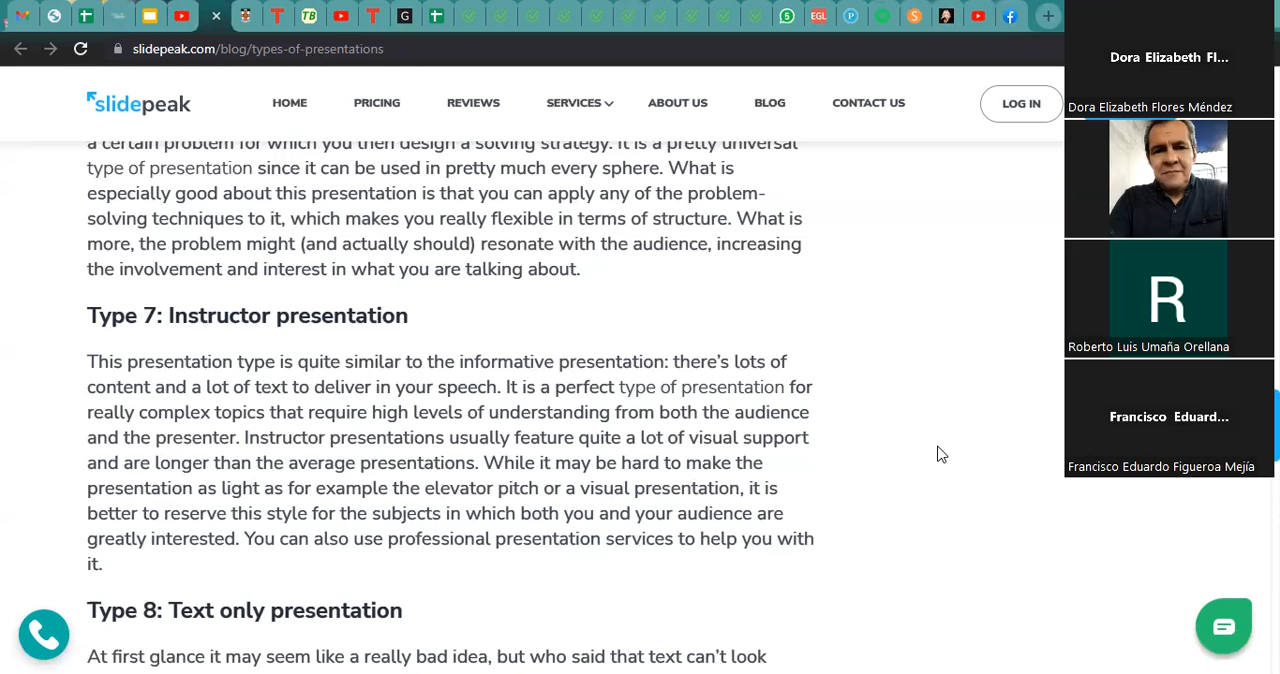 TB
G
5
EGL
P
S
slidepeak.com/blog/types-of-presentations
slidepeak
HOME
PRICING
REVIEWS
SERVICES
ABOUT US
BLOG
CONTACT US
LOG IN
a certain problem for which you then design a solving strategy. It is a pretty universal
type of presentation since it can be used in pretty much every sphere. What is
especially good about this presentation is that you can apply any of the problem-
solving techniques to it, which makes you really flexible in terms of structure. What is
more, the problem might (and actually should) resonate with the audience, increasing
the involvement and interest in what you are talking about.
Type 7: Instructor presentation
This presentation type is quite similar to the informative presentation: there's lots of
content and a lot of text to deliver in your speech. It is a perfect type of presentation for
really complex topics that require high levels of understanding from both the audience
and the presenter. Instructor presentations usually feature quite a lot of visual support
and are longer than the average presentations. While it may be hard to make the
presentation as light as for example the elevator pitch or a visual presentation, it is
better to reserve this style for the subjects in which both you and your audience are
greatly interested. You can also use professional presentation services to help you with
it.
Type 8: Text only presentation
At first glance it may seem like a really bad idea, but who said that text can't look
Dora Elizabeth Fl...
Dora Elizabeth Flores Méndez
R
Roberto Luis Umaña Orellana
Francisco Eduard...
Francisco Eduardo Figueroa Mejía